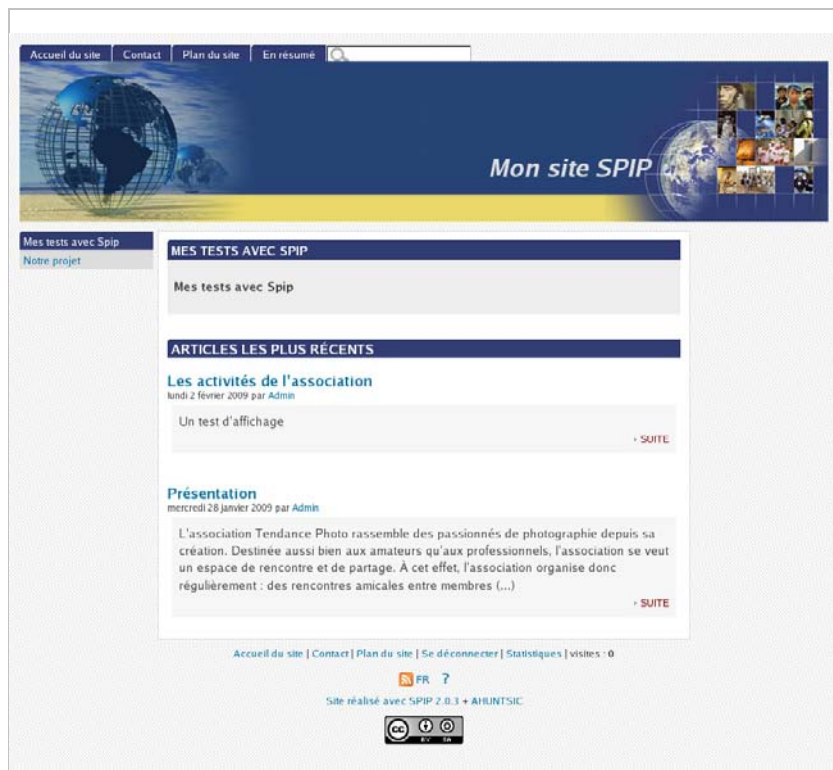 Accueil du site Contact Plan du site En résumé
Mon site SPIP
Mes tests avec Spip
Notre projet
MES TESTS AVEC SPIP
Mes tests avec Spip
ARTICLES LES PLUS RÉCENTS
Les activités de l'association
lundi 2 février 2009 par Admin
Un test d'affichage
› SUITE
Présentation
mercredi 28 janvier 2009 par Admin
L'association Tendance Photo rassemble des passionnés de photographie depuis sa
création. Destinée aussi bien aux amateurs qu'aux professionnels, l'association se veut
un espace de rencontre et de partage. À cet effet, l'association organise donc
régulièrement : des rencontres amicales entre membres (...)
› SUITE
Accueil du site | Contact | Plan du site | Se déconnecter | Statistiques | visites : 0
FR ?
Site réalisé avec SPIP 2.0.3 + AHUNTSIC
cc
BY SA